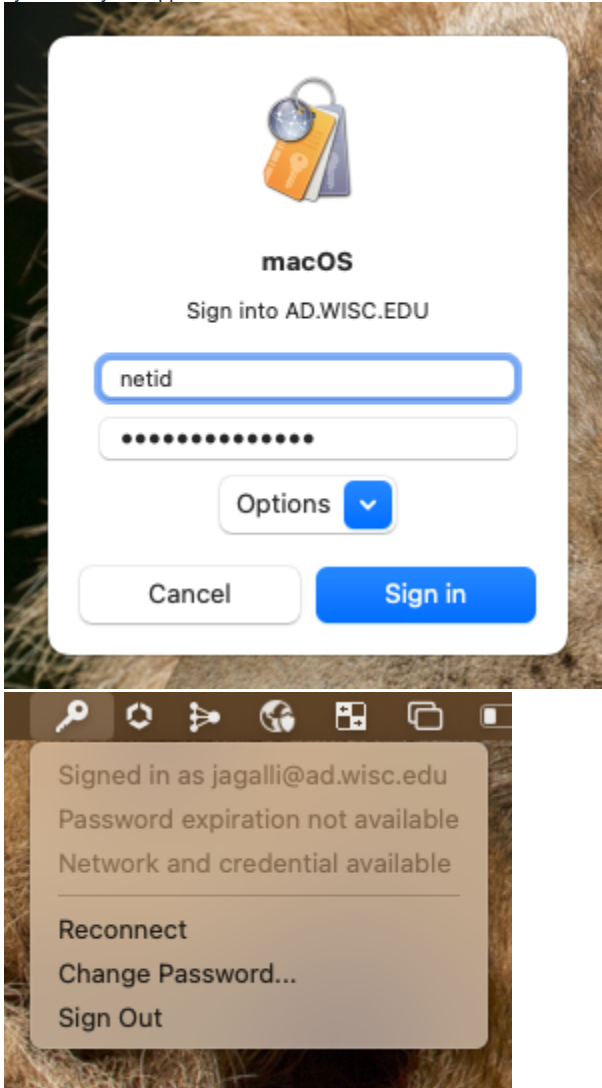 macOS
Sign into AD.WISC.EDU
netid
••••••••••••••
Options
Cancel Sign in
Signed in as jagalli@ad.wisc.edu
Password expiration not available
Network and credential available
Reconnect
Change Password...
Sign Out